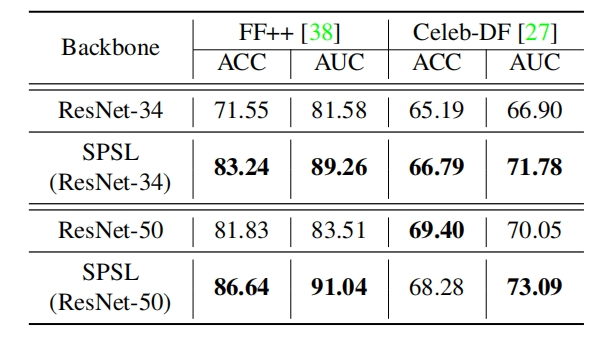 Backbone FF++ [38] Celeb-DF [27]
ACC AUC ACC AUC
ResNet-34 71.55 81.58 65.19 66.90
SPSL
(ResNet-34) 83.24 89.26 66.79 71.78
ResNet-50 81.83 83.51 69.40 70.05
SPSL
(ResNet-50) 86.64 91.04 68.28 73.09